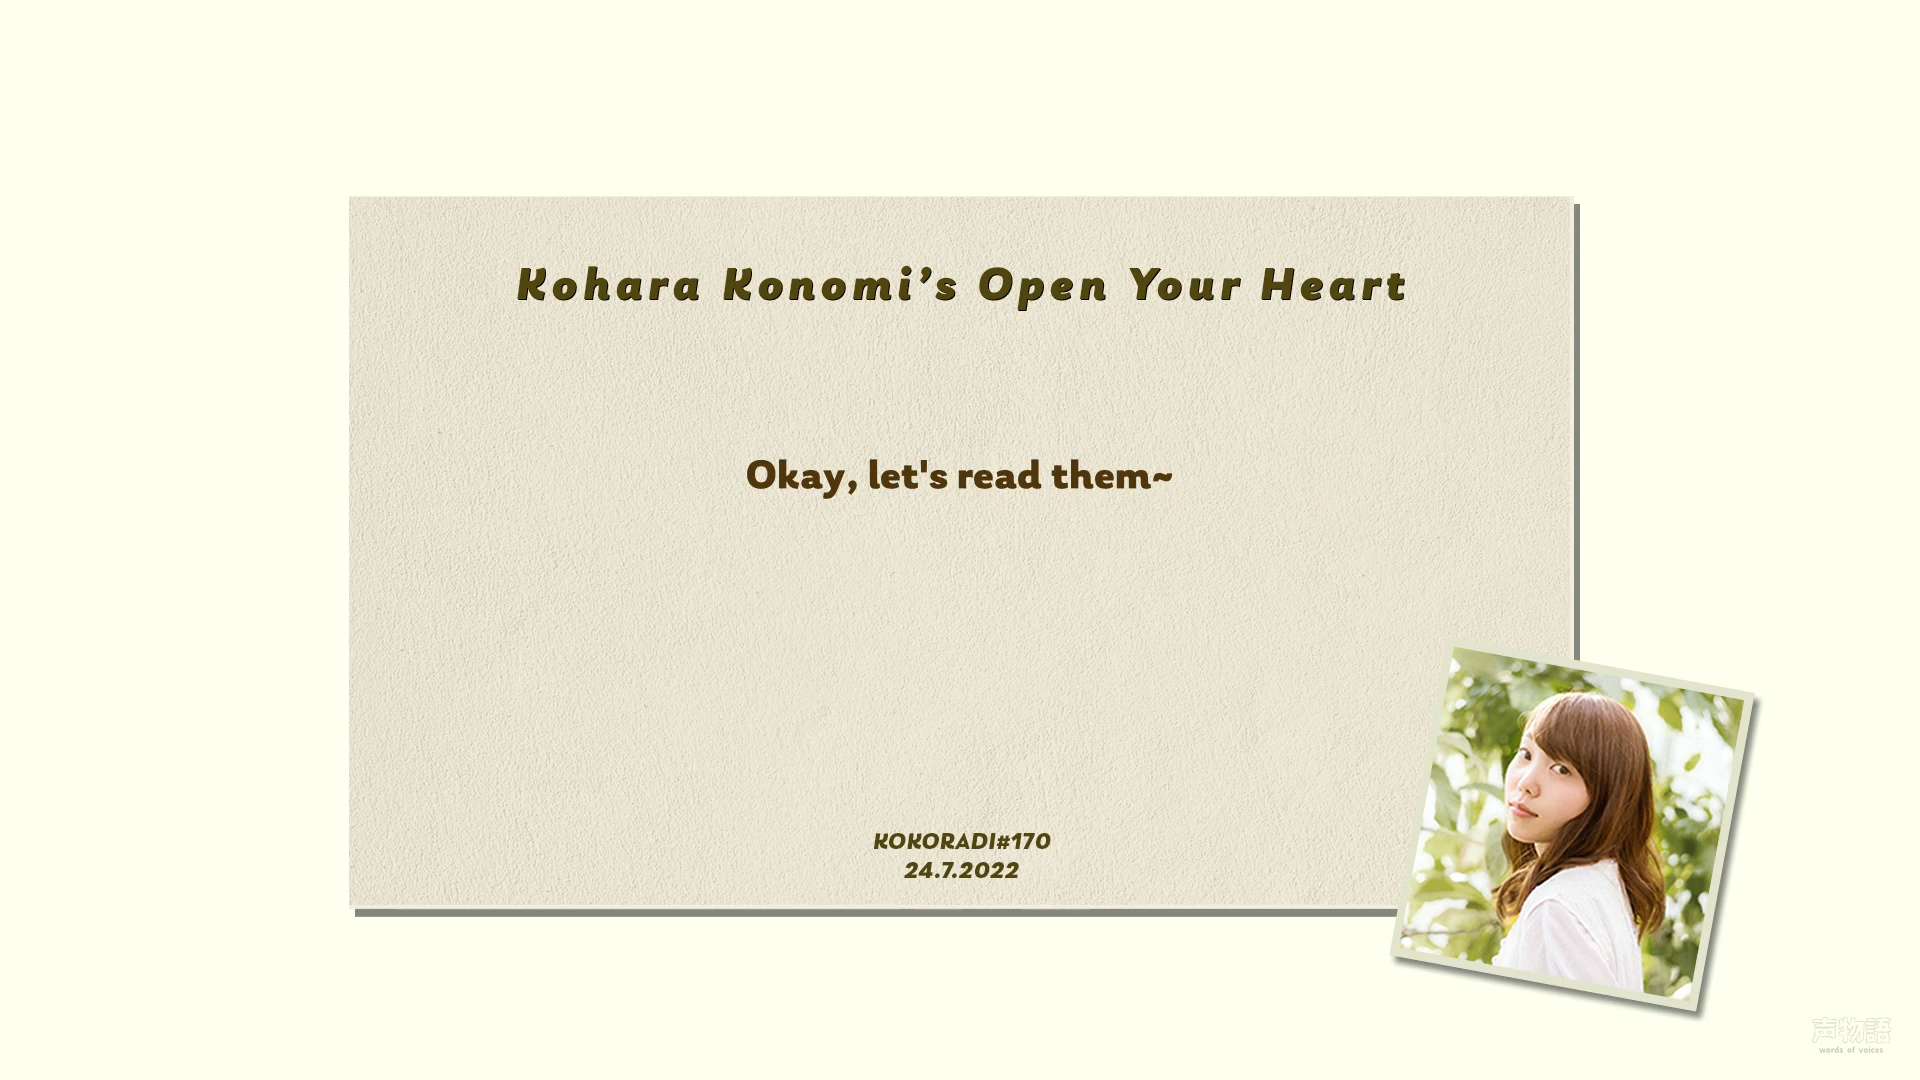 Kohara Konomi’s Open Your Heart
Okay, let's read them~
KOKORADI#170
24.7.2022
声物語
words of voices